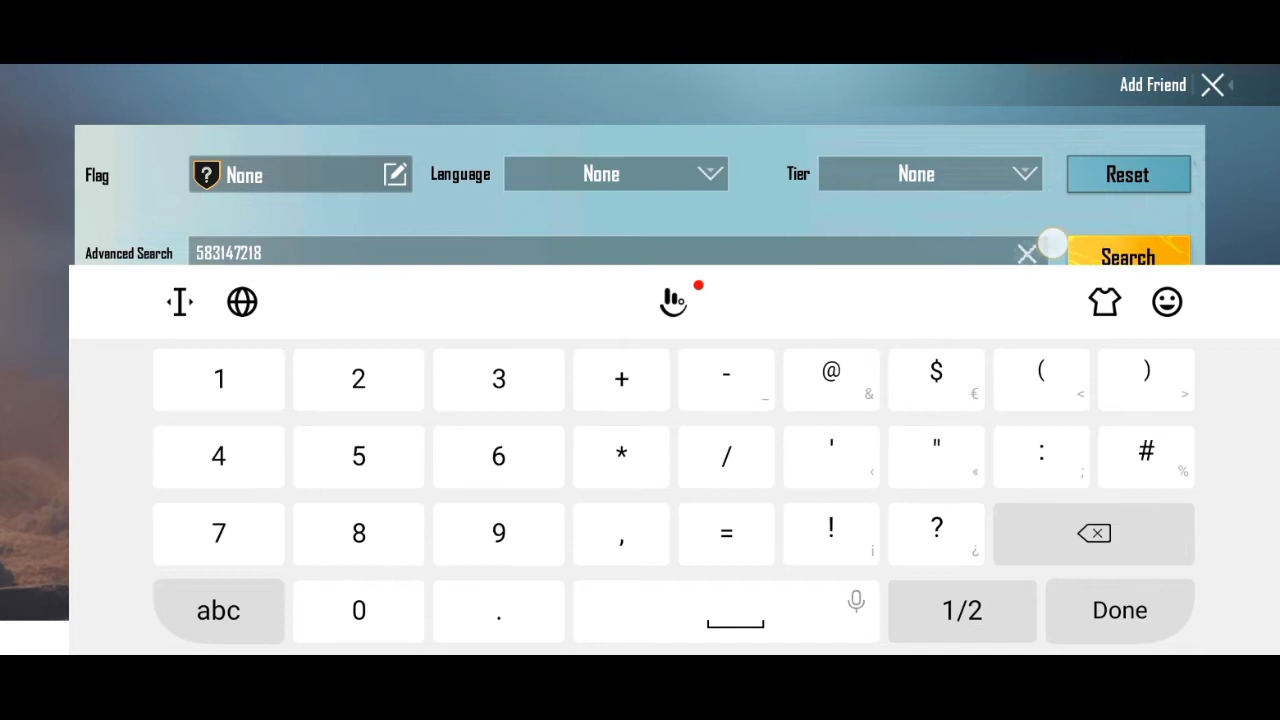 Add Friend
Flag ? None Language None Tier None Reset
Advanced Search 583147218 Search
1 2 3 + - _ @ & $ € ( < ) >
4 5 6 * / ' ‹ " « : ; # %
7 8 9 , = ! ¡ ? ¿
abc 0 . 1/2 Done